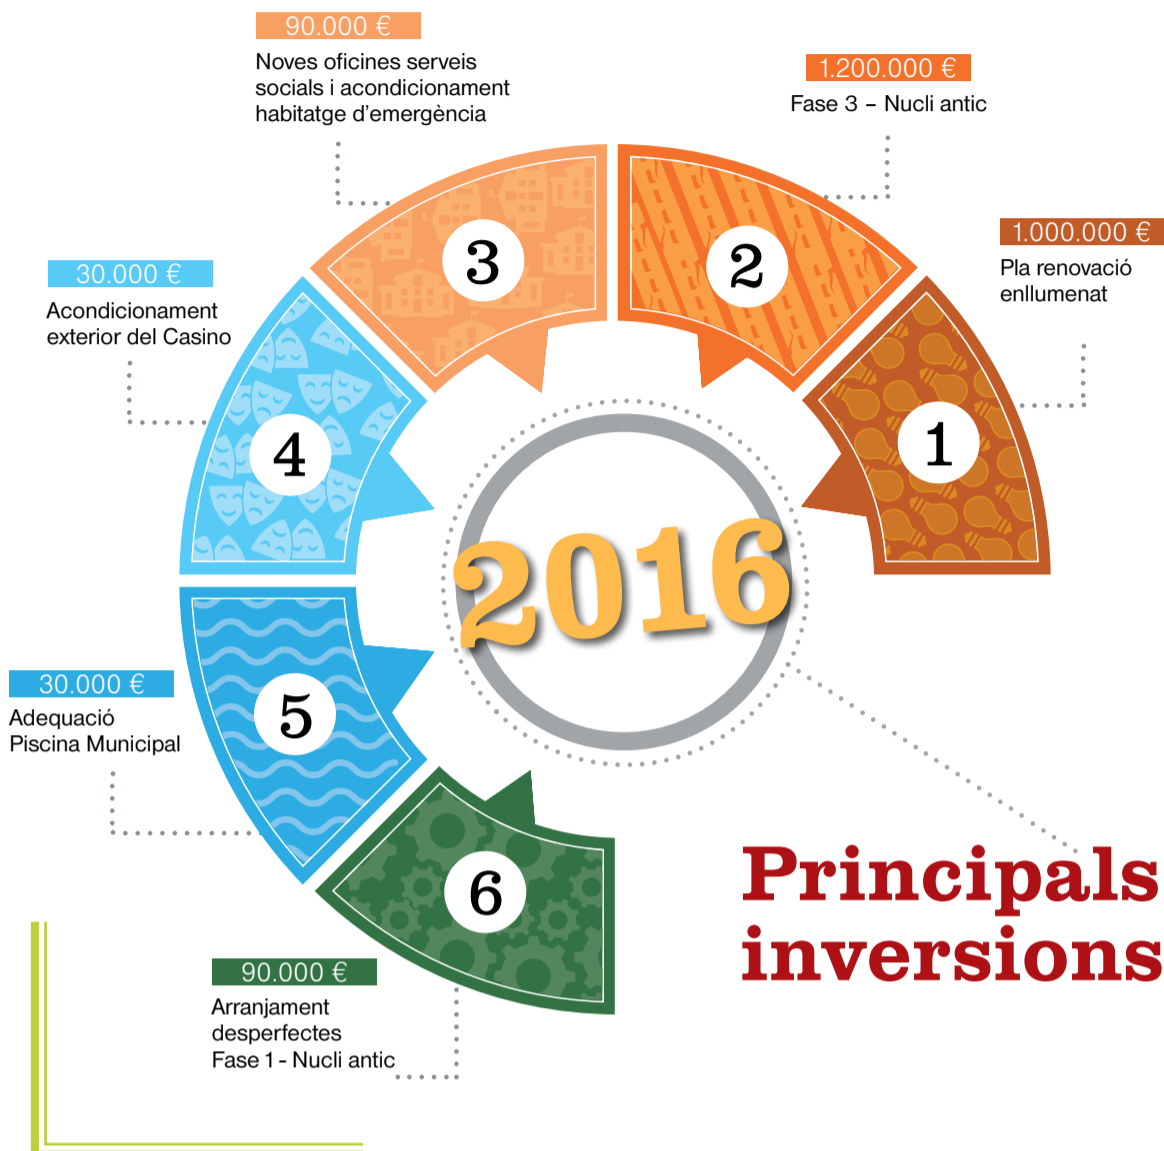 90.000 €
Noves oficines serveis
socials i acondicionament
habitatge d'emergència
1.200.000 €
Fase 3 – Nucli antic
1.000.000 €
Pla renovació
enllumenat
30.000 €
Acondicionament
exterior del Casino
3
2
1
4
2016
30.000 €
Adequació
Piscina Municipal
5
6
90.000 €
Arranjament
desperfectes
Fase 1 - Nucli antic
Principals
inversions